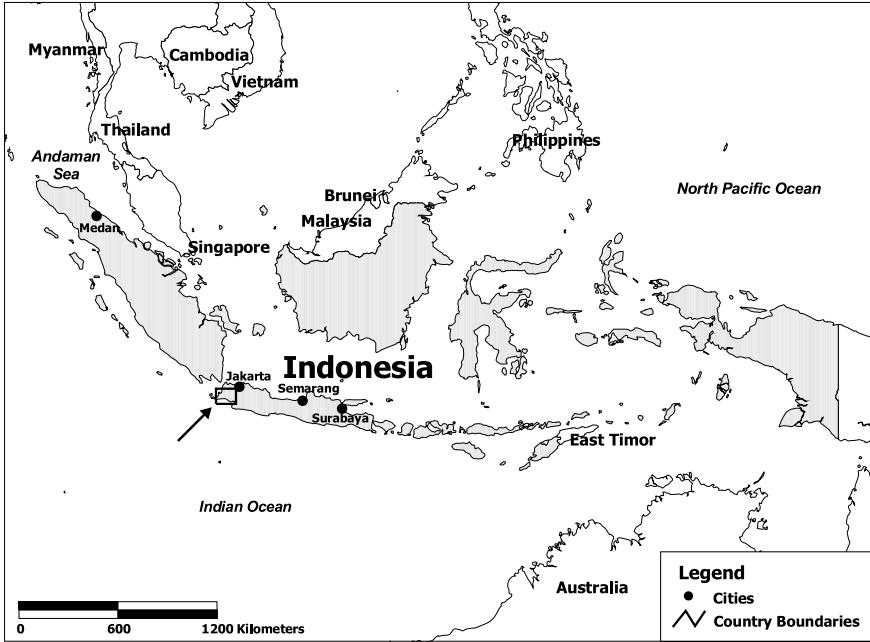 Myanmar
Cambodia
Vietnam
Thailand
Philippines
Andaman
Sea
North Pacific Ocean
Brunei
Malaysia
Medan
Singapore
Indonesia
Jakarta
Semarang
Surabaya
East Timor
Indian Ocean
Australia
Legend
Cities
Country Boundaries
0 600 1200 Kilometers